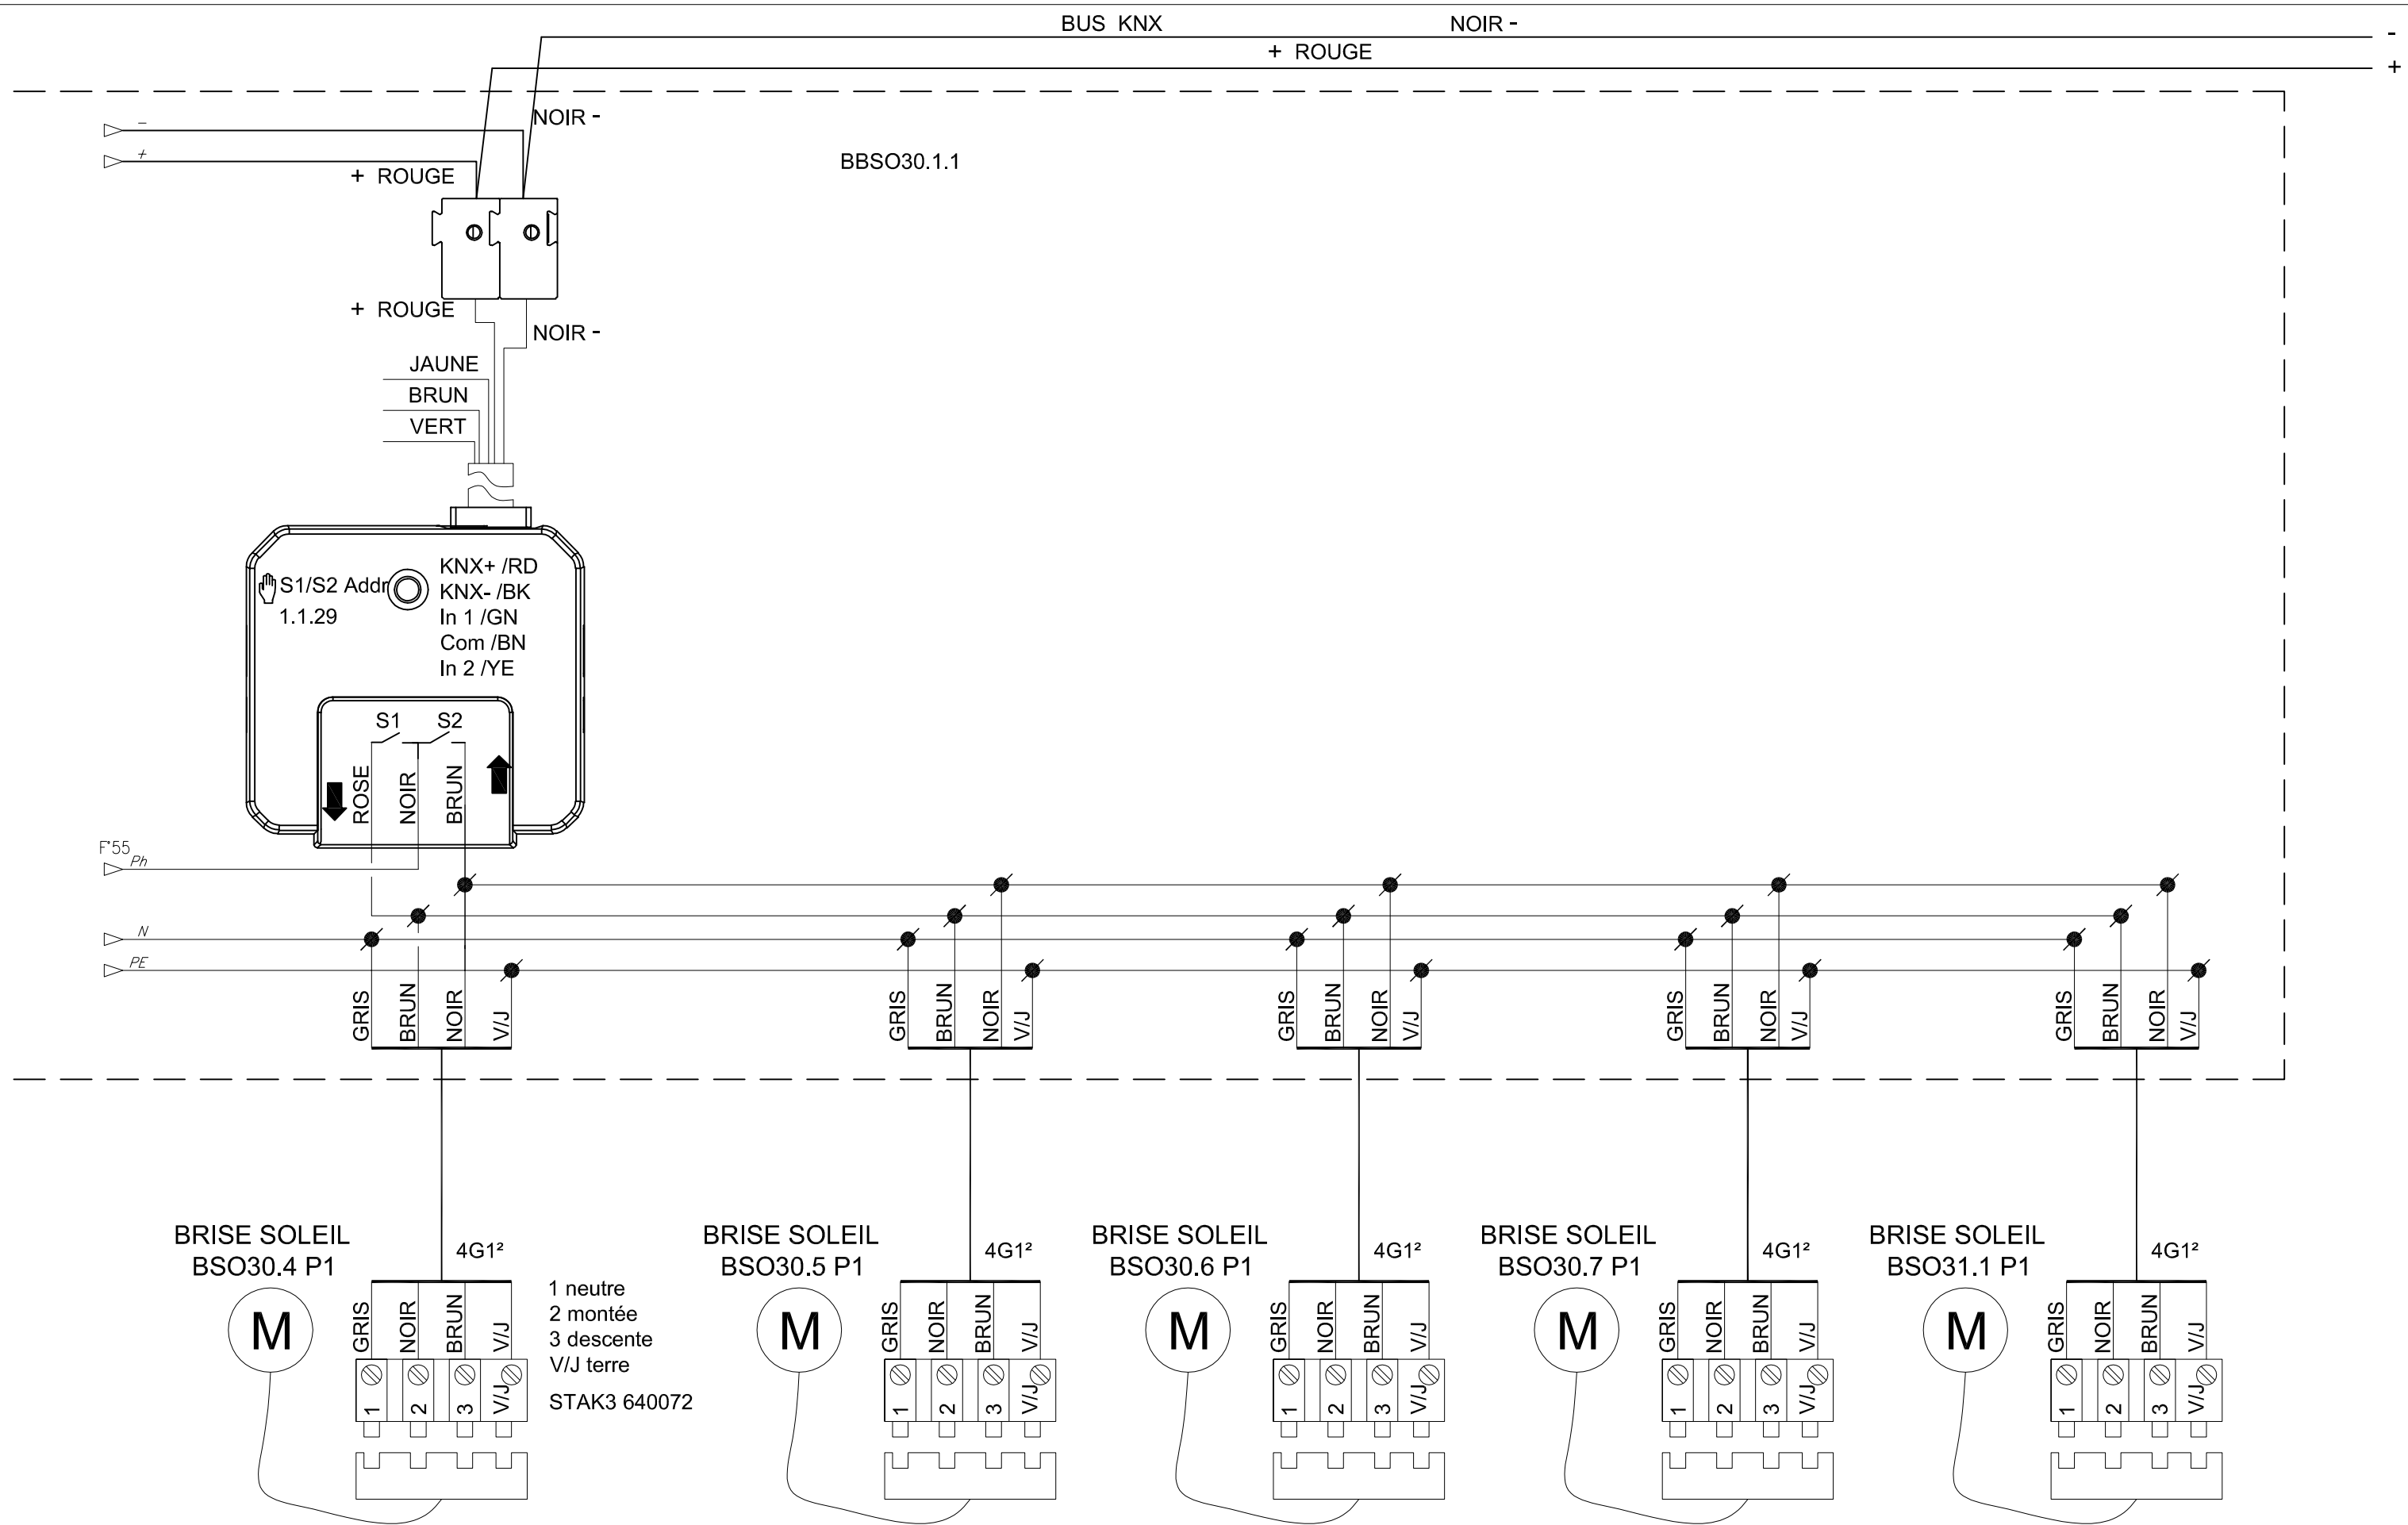 BUS KNX NOIR -
-
+ ROUGE
+
- NOIR -
+ BBSO30.1.1
+ ROUGE
+ ROUGE
NOIR -
JAUNE
BRUN
VERT
S1/S2 Addr
1.1.29
KNX+ /RD
KNX- /BK
In 1 /GN
Com /BN
In 2 /YE
S1 S2
ROSE NOIR BRUN
F°55
Ph
N
PE
GRIS BRUN NOIR V/J GRIS BRUN NOIR V/J GRIS BRUN NOIR V/J GRIS BRUN NOIR V/J GRIS BRUN NOIR V/J
BRISE SOLEIL
BSO30.4 P1
4G1²
M
GRIS NOIR BRUN V/J
1 2 3 V/J
1 neutre
2 montée
3 descente
V/J terre
STAK3 640072
BRISE SOLEIL
BSO30.5 P1
4G1²
M
GRIS NOIR BRUN V/J
1 2 3 V/J
BRISE SOLEIL
BSO30.6 P1
4G1²
M
GRIS NOIR BRUN V/J
1 2 3 V/J
BRISE SOLEIL
BSO30.7 P1
4G1²
M
GRIS NOIR BRUN V/J
1 2 3 V/J
BRISE SOLEIL
BSO31.1 P1
4G1²
M
GRIS NOIR BRUN V/J
1 2 3 V/J